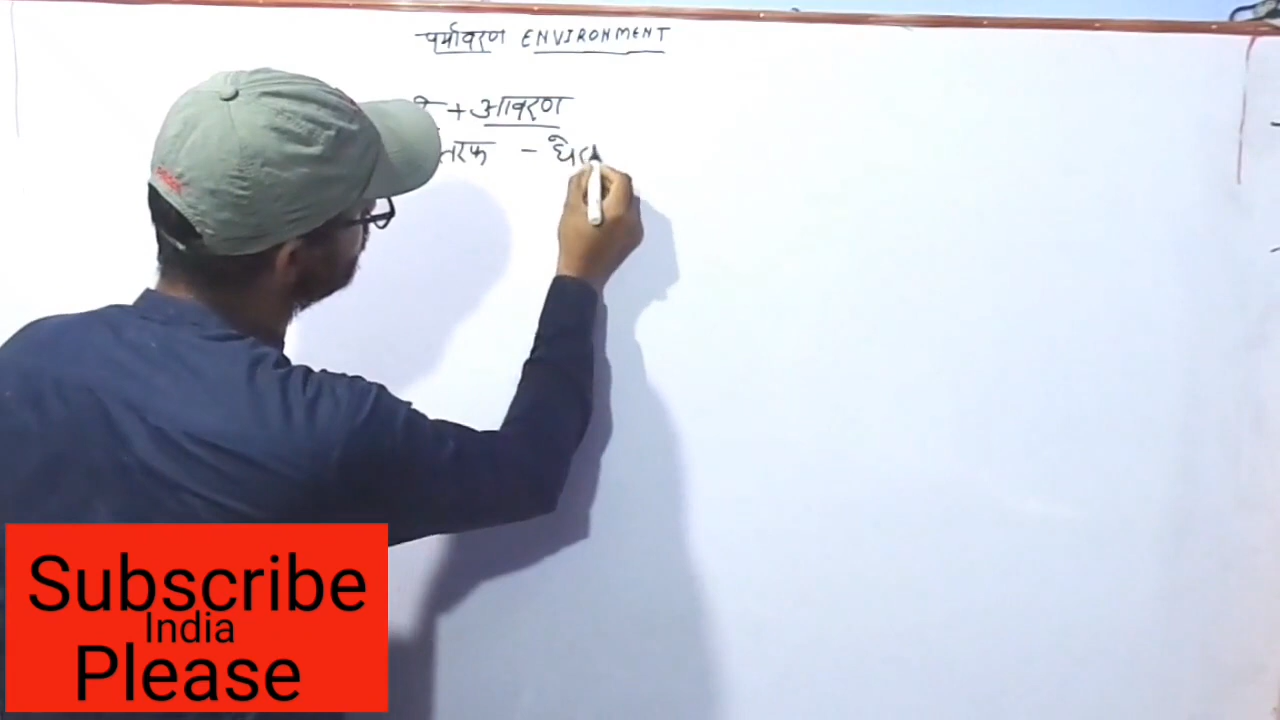 पर्यावरण ENVIRONMENT
+ आवरण
तरफ -
Subscribe
India
Please